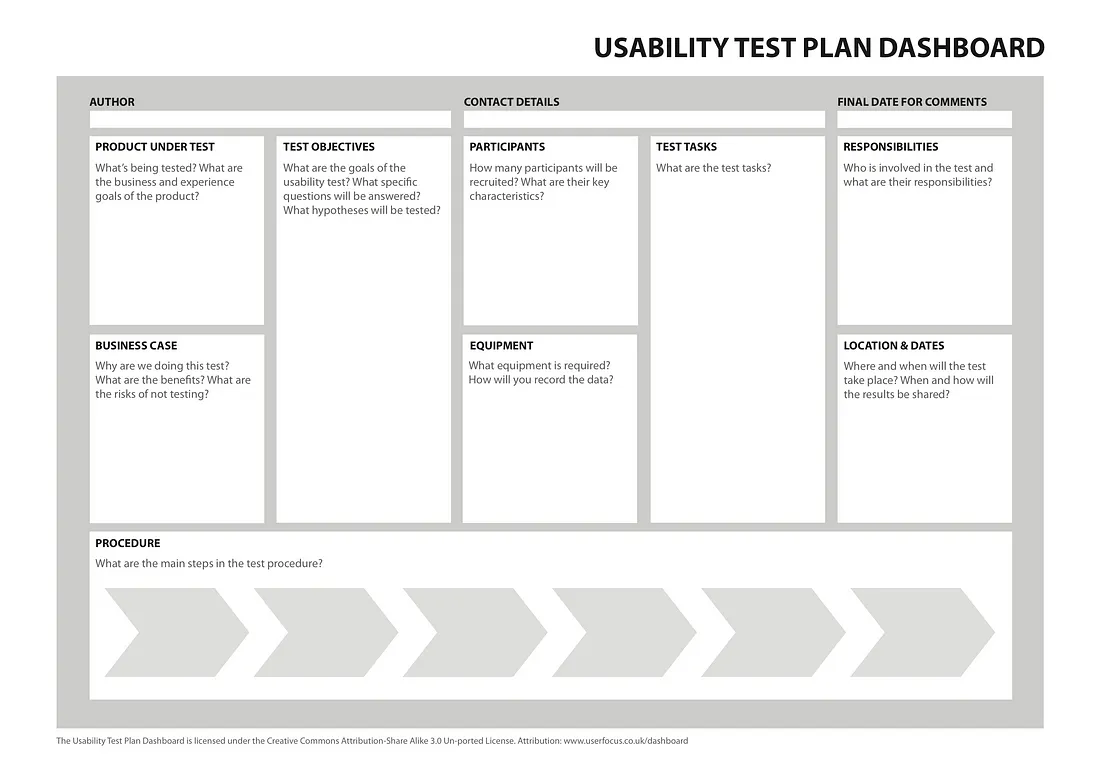 USABILITY TEST PLAN DASHBOARD
AUTHOR
CONTACT DETAILS
FINAL DATE FOR COMMENTS
PRODUCT UNDER TEST
What's being tested? What are
the business and experience
goals of the product?
TEST OBJECTIVES
What are the goals of the
usability test? What specific
questions will be answered?
What hypotheses will be tested?
PARTICIPANTS
How many participants will be
recruited? What are their key
characteristics?
TEST TASKS
What are the test tasks?
RESPONSIBILITIES
Who is involved in the test and
what are their responsibilities?
BUSINESS CASE
Why are we doing this test?
What are the benefits? What are
the risks of not testing?
EQUIPMENT
What equipment is required?
How will you record the data?
LOCATION & DATES
Where and when will the test
take place? When and how will
the results be shared?
PROCEDURE
What are the main steps in the test procedure?
The Usability Test Plan Dashboard is licensed under the Creative Commons Attribution-Share Alike 3.0 Un-ported License. Attribution: www.userfocus.co.uk/dashboard